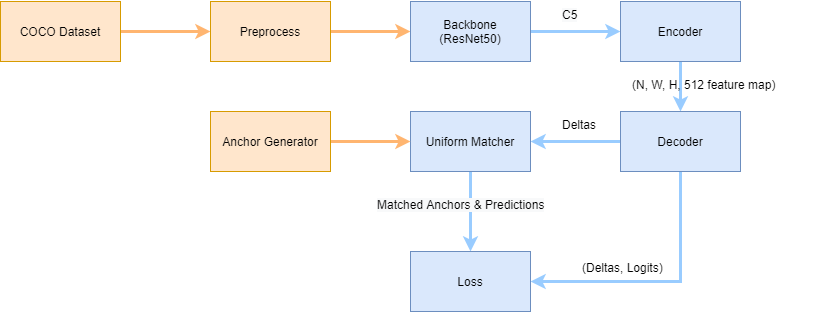 COCO Dataset
Preprocess
Backbone
(ResNet50)
C5
Encoder
(N, W, H, 512 feature map)
Anchor Generator
Uniform Matcher
Deltas
Decoder
Matched Anchors & Predictions
Loss
(Deltas, Logits)